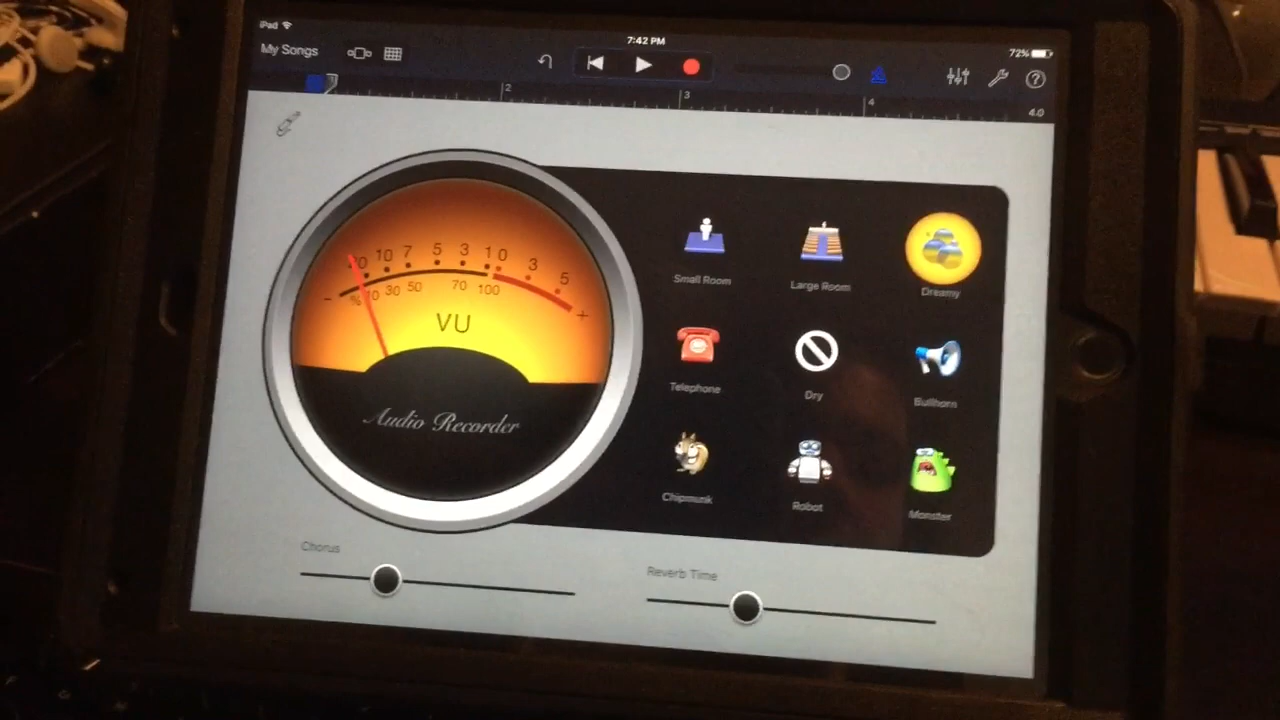 iPad
7:42 PM
72%
My Songs
2
3
4
4.0
20 10 7 5 3 1 0 3 5
- % 10 30 50 70 100 +
VU
Audio Recorder
Small Room
Large Room
Dreamy
Telephone
Dry
Bullhorn
Chipmunk
Robot
Monster
Chorus
Reverb Time